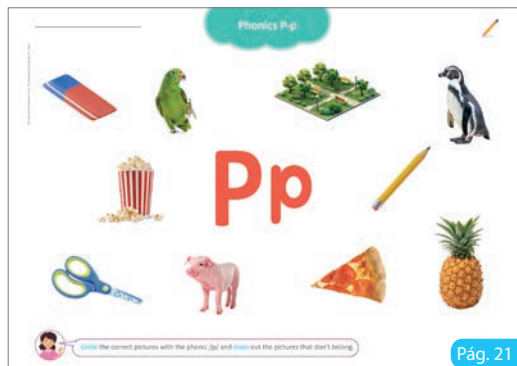 Phonics P-p
Pp
Circle the correct pictures with the phonic /p/ and cross out the pictures that don't belong.
Pág. 21